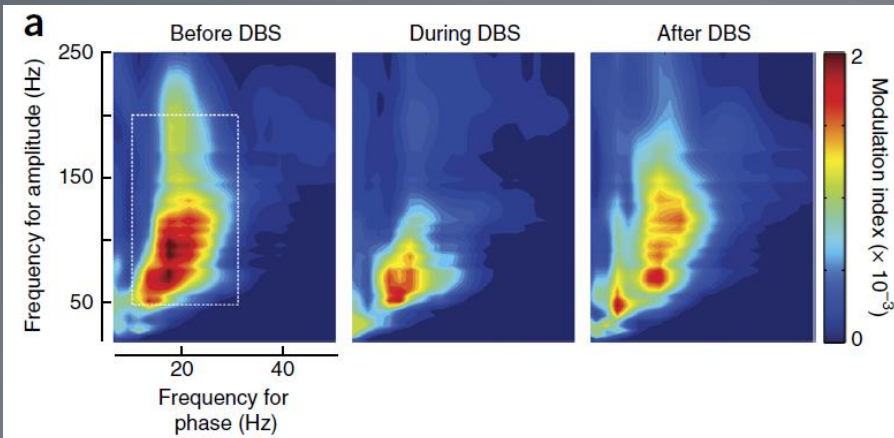 a
Before DBS
During DBS
After DBS
250
150
50
Frequency for amplitude (Hz)
20
40
Frequency for
phase (Hz)
2
0
Modulation index (× 10⁻³)